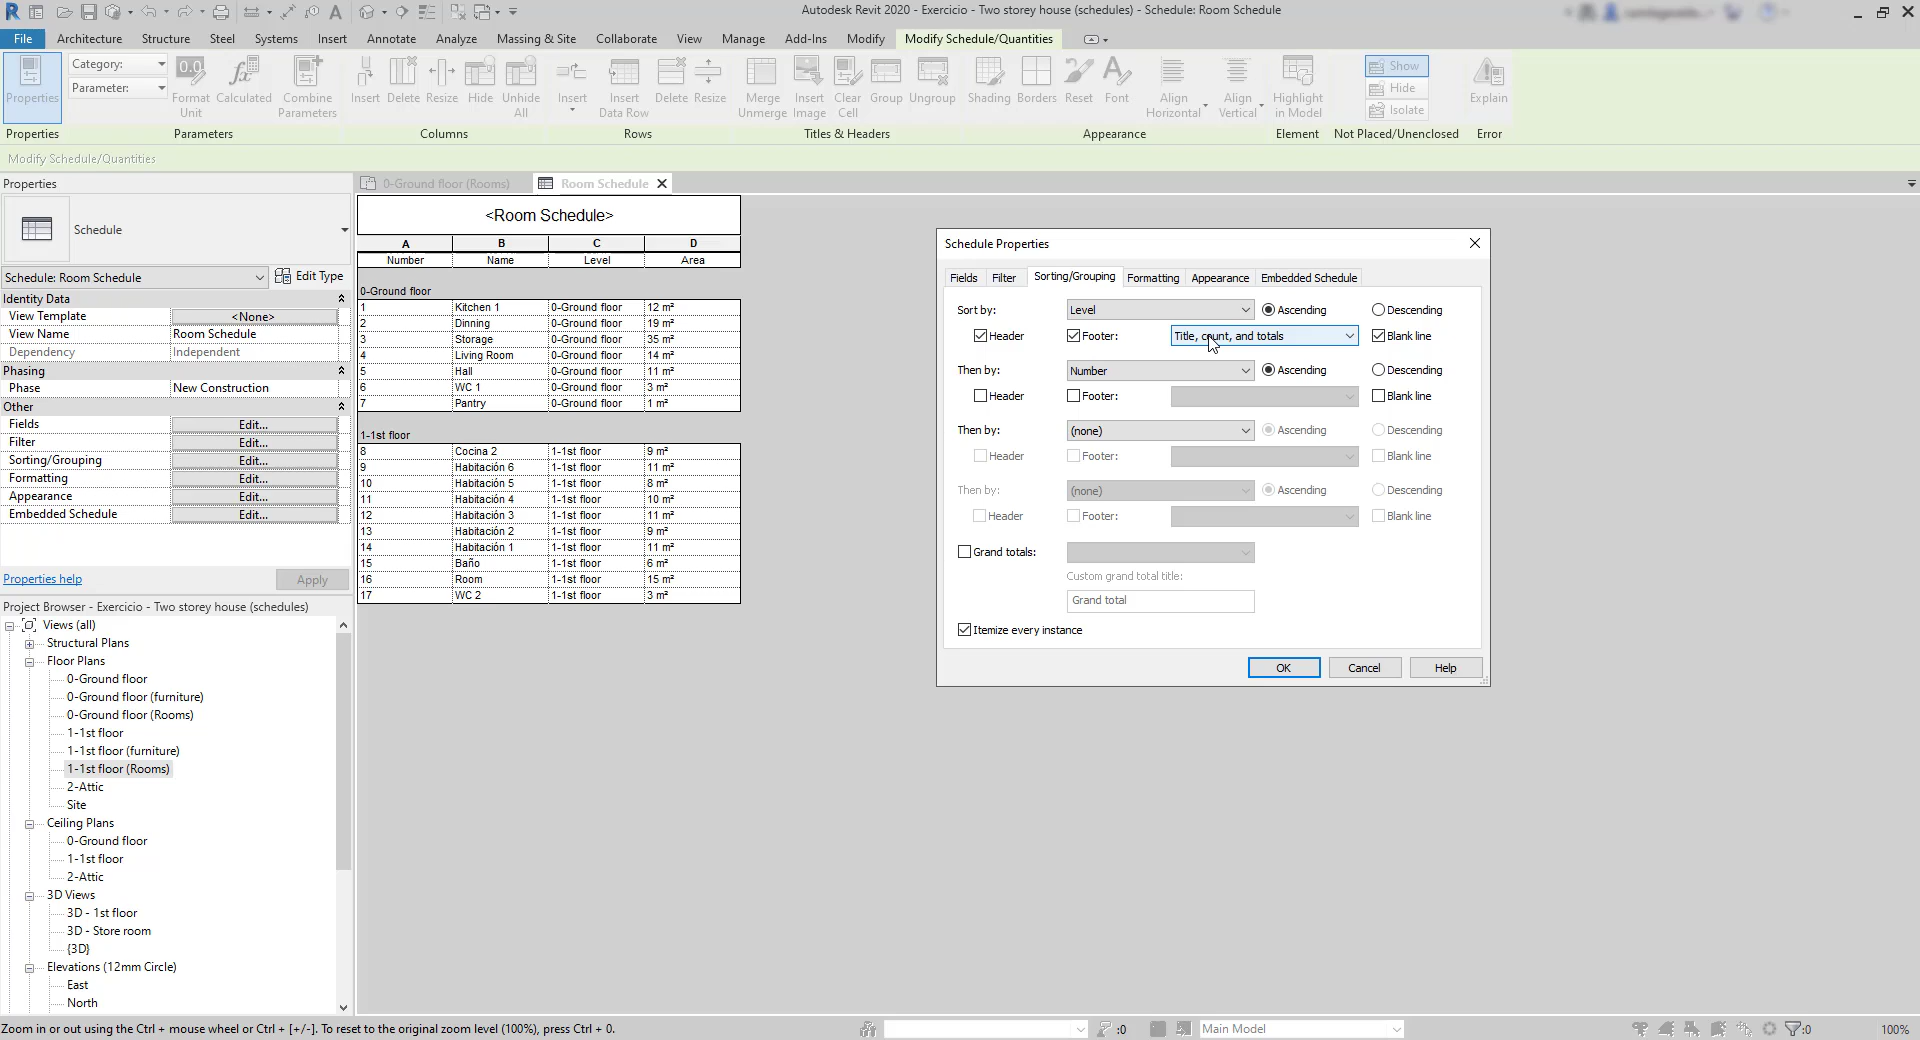 Autodesk Revit 2020 - Exercicio - Two storey house (schedules) - Schedule: Room Schedule
File Architecture Structure Steel Systems Insert Annotate Analyze Massing & Site Collaborate View Manage Add-Ins Modify Modify Schedule/Quantities
Properties
Category:
Parameter:
Format Unit
Calculated
Combine Parameters
Insert Delete Resize Hide Unhide All
Insert Insert Data Row Delete Resize
Merge Unmerge Insert Image Clear Cell Group Ungroup
Shading Borders Reset Font Align Horizontal Align Vertical
Highlight in Model
Show
Hide
Isolate
Explain
Properties Parameters Columns Rows Titles & Headers Appearance Element Not Placed/Unenclosed Error
Modify Schedule/Quantities
Properties
Schedule
Schedule: Room Schedule Edit Type
Identity Data
View Template <None>
View Name Room Schedule
Dependency Independent
Phasing
Phase New Construction
Other
Fields Edit...
Filter Edit...
Sorting/Grouping Edit...
Formatting Edit...
Appearance Edit...
Embedded Schedule Edit...
Properties help Apply
Project Browser - Exercicio - Two storey house (schedules)
Views (all)
Structural Plans
Floor Plans
0-Ground floor
0-Ground floor (furniture)
0-Ground floor (Rooms)
1-1st floor
1-1st floor (furniture)
1-1st floor (Rooms)
2-Attic
Site
Ceiling Plans
0-Ground floor
1-1st floor
2-Attic
3D Views
3D - 1st floor
3D - Store room
{3D}
Elevations (12mm Circle)
East
North
0-Ground floor (Rooms) Room Schedule
<Room Schedule>
A B C D
Number Name Level Area
0-Ground floor
1 Kitchen 1 0-Ground floor 12 m²
2 Dinning 0-Ground floor 19 m²
3 Storage 0-Ground floor 35 m²
4 Living Room 0-Ground floor 14 m²
5 Hall 0-Ground floor 11 m²
6 WC 1 0-Ground floor 3 m²
7 Pantry 0-Ground floor 1 m²
1-1st floor
8 Cocina 2 1-1st floor 9 m²
9 Habitación 6 1-1st floor 11 m²
10 Habitación 5 1-1st floor 8 m²
11 Habitación 4 1-1st floor 10 m²
12 Habitación 3 1-1st floor 11 m²
13 Habitación 2 1-1st floor 9 m²
14 Habitación 1 1-1st floor 11 m²
15 Baño 1-1st floor 6 m²
16 Room 1-1st floor 15 m²
17 WC 2 1-1st floor 3 m²
Schedule Properties
Fields Filter Sorting/Grouping Formatting Appearance Embedded Schedule
Sort by: Level Ascending Descending
Header Footer: Title, count, and totals Blank line
Then by: Number Ascending Descending
Header Footer: Blank line
Then by: (none) Ascending Descending
Header Footer: Blank line
Then by: (none) Ascending Descending
Header Footer: Blank line
Grand totals:
Custom grand total title:
Grand total
Itemize every instance
OK Cancel Help
Zoom in or out using the Ctrl + mouse wheel or Ctrl + [+/-]. To reset to the original zoom level (100%), press Ctrl + 0.
:0 Main Model :0 100%